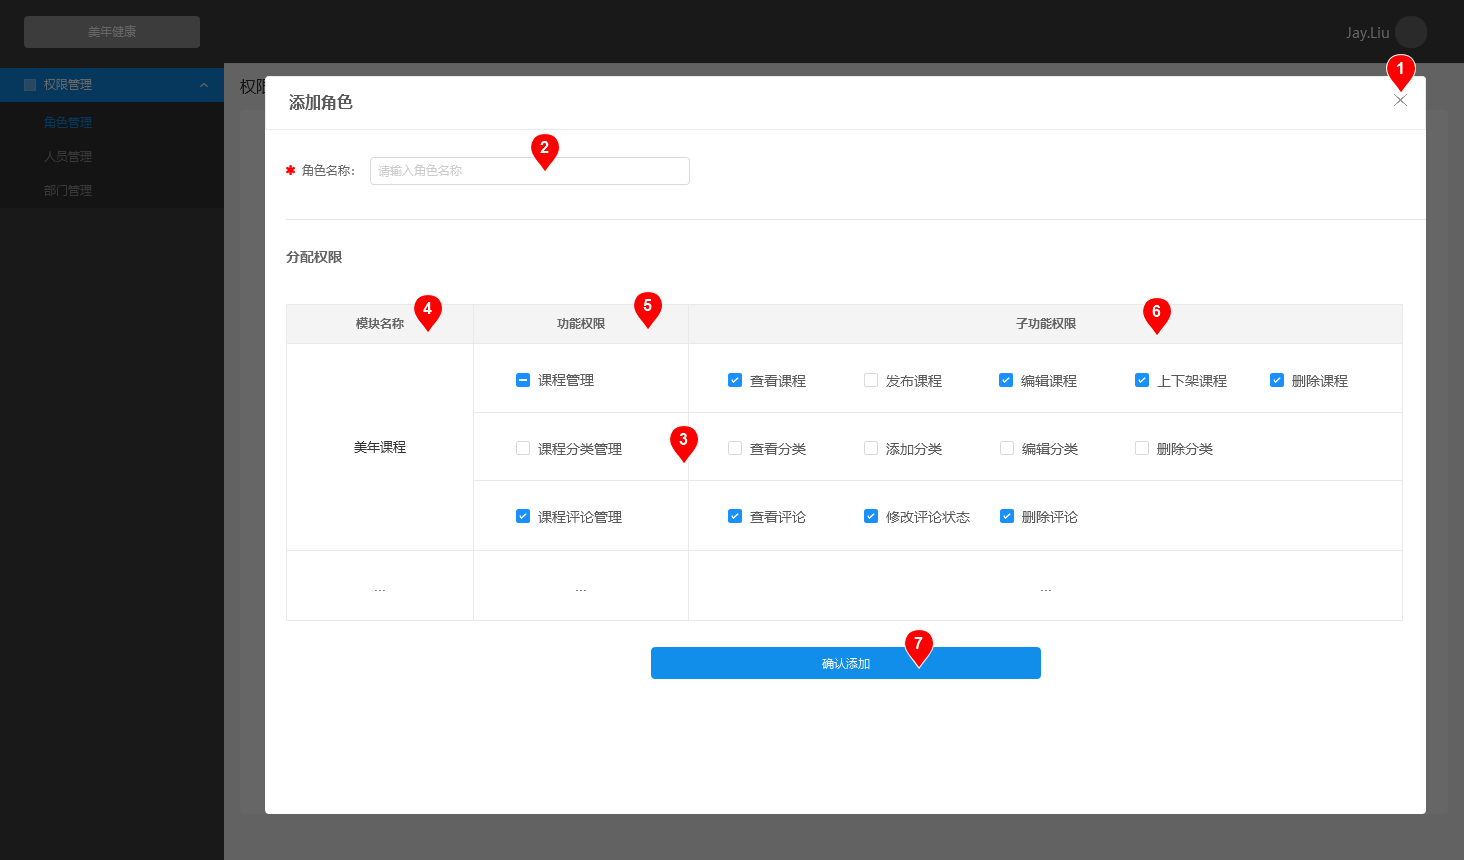 美年健康
Jay.Liu
权限管理
角色管理
人员管理
部门管理
权限
添加角色
1
2
✱ 角色名称：
请输入角色名称
分配权限
4
5
6
模块名称 功能权限 子功能权限
课程管理 查看课程 发布课程 编辑课程 上下架课程 删除课程
美年课程
3
课程分类管理 查看分类 添加分类 编辑分类 删除分类
课程评论管理 查看评论 修改评论状态 删除评论
... ... ...
7
确认添加